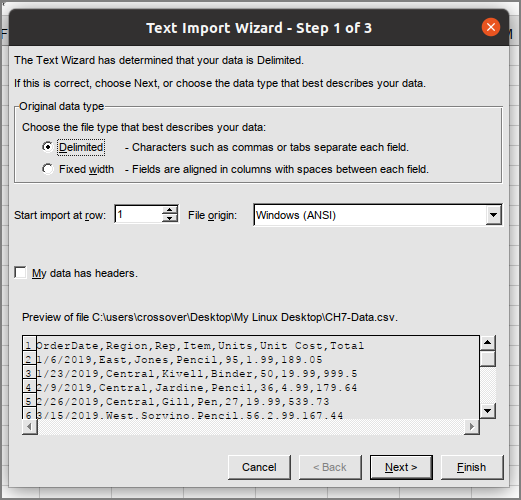 Text Import Wizard - Step 1 of 3
F
M
The Text Wizard has determined that your data is Delimited.
If this is correct, choose Next, or choose the data type that best describes your data.
Original data type
Choose the file type that best describes your data:
Delimited - Characters such as commas or tabs separate each field.
Fixed width - Fields are aligned in columns with spaces between each field.
Start import at row: 1 File origin: Windows (ANSI)
My data has headers.
Preview of file C:\users\crossover\Desktop\My Linux Desktop\CH7-Data.csv.
1 OrderDate,Region,Rep,Item,Units,Unit Cost,Total
2 1/6/2019,East,Jones,Pencil,95,1.99,189.05
3 1/23/2019,Central,Kivell,Binder,50,19.99,999.5
4 2/9/2019,Central,Jardine,Pencil,36,4.99,179.64
5 2/26/2019,Central,Gill,Pen,27,19.99,539.73
6 3/15/2019,West,Sorvino,Pencil,56,2.99,167.44
Cancel < Back Next > Finish